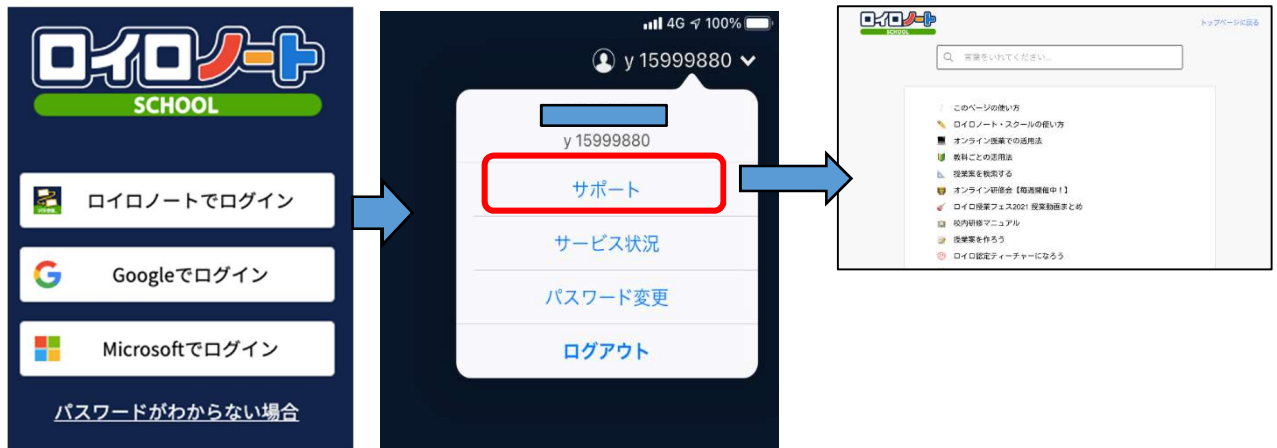 ロイロノート
SCHOOL
ロイロノートでログイン
Googleでログイン
Microsoftでログイン
パスワードがわからない場合
4G 100%
y 15999880
y 15999880
サポート
サービス状況
パスワード変更
ログアウト
ロイロノート
SCHOOL
トップページに戻る
言葉をいれてください...
このページの使い方
ロイロノート・スクールの使い方
オンライン授業での活用法
教科ごとの活用法
授業案を検索する
オンライン研修会【毎週開催中！】
ロイロ授業フェス2021 授業動画まとめ
校内研修マニュアル
授業案を作ろう
ロイロ認定ティーチャーになろう